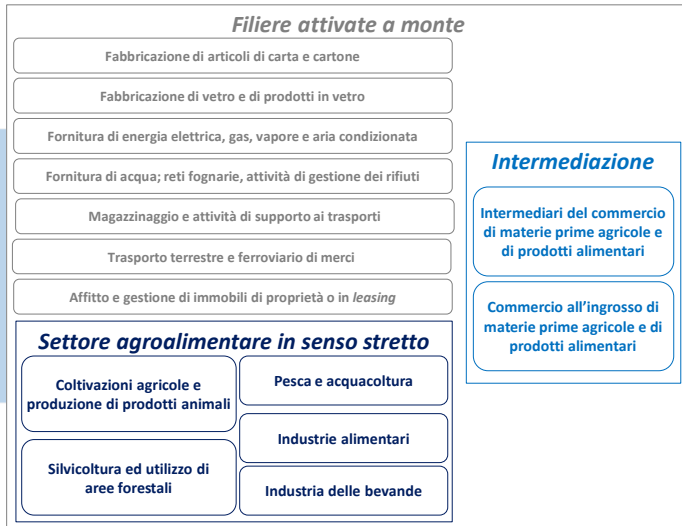 Filiere attivate a monte
Fabbricazione di articoli di carta e cartone
Fabbricazione di vetro e di prodotti in vetro
Fornitura di energia elettrica, gas, vapore e aria condizionata
Fornitura di acqua; reti fognarie, attività di gestione dei rifiuti
Magazzinaggio e attività di supporto ai trasporti
Trasporto terrestre e ferroviario di merci
Affitto e gestione di immobili di proprietà o in leasing
Settore agroalimentare in senso stretto
Coltivazioni agricole e
produzione di prodotti animali
Silvicoltura ed utilizzo di
aree forestali
Pesca e acquacoltura
Industrie alimentari
Industria delle bevande
Intermediazione
Intermediari del commercio
di materie prime agricole e
di prodotti alimentari
Commercio all'ingrosso di
materie prime agricole e di
prodotti alimentari